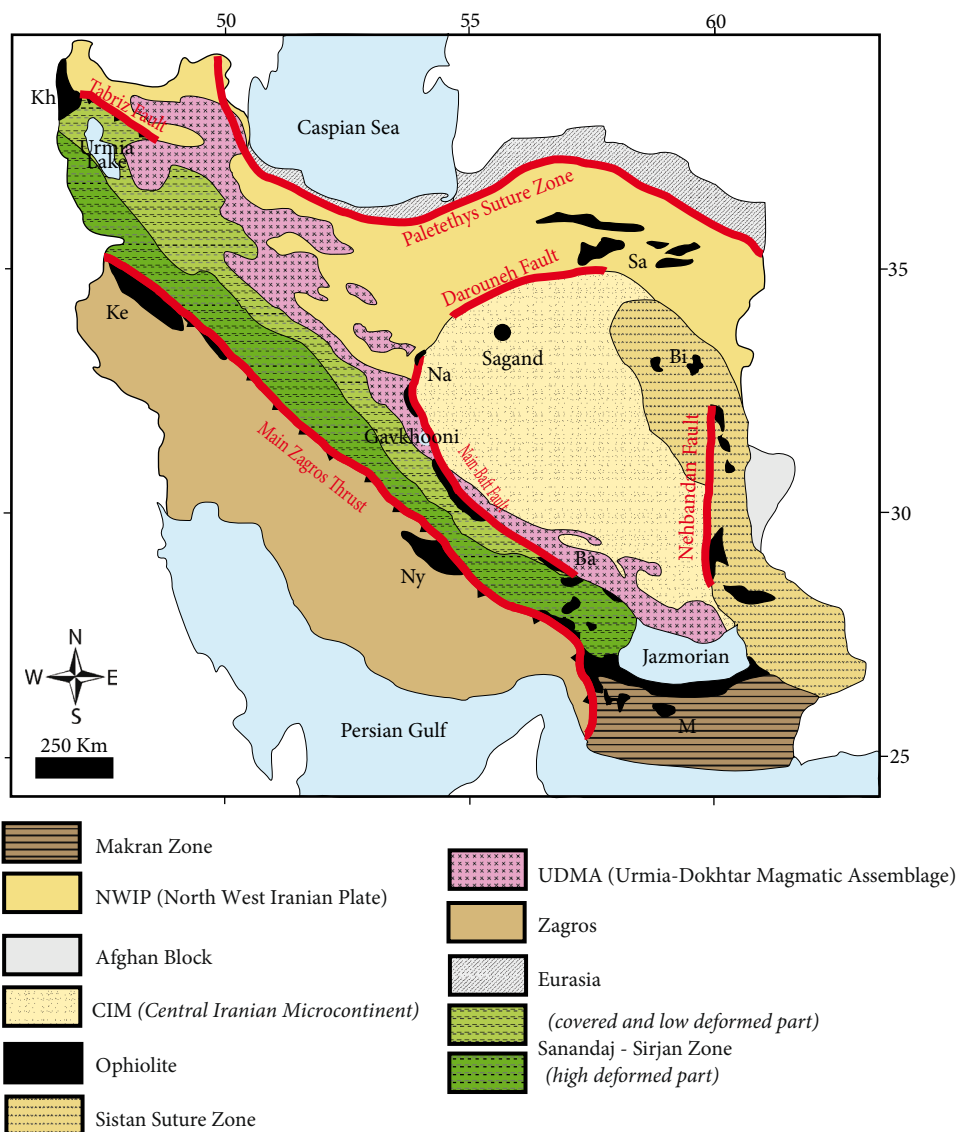 50
55
60
Kh
Tabriz Fault
Caspian Sea
Urmia
Lake
Paletethys Suture Zone
Sa
35
Darouneh Fault
Ke
Sagand
Bi
Na
Gavkhooni
Main Zagros Thrust
Nain-Baft Fault
Nehbandan Fault
30
Ba
Ny
N
W
E
S
Jazmorian
M
250 Km
Persian Gulf
25
Makran Zone
NWIP (North West Iranian Plate)
Afghan Block
CIM (Central Iranian Microcontinent)
Ophiolite
Sistan Suture Zone
UDMA (Urmia-Dokhtar Magmatic Assemblage)
Zagros
Eurasia
(covered and low deformed part)
Sanandaj - Sirjan Zone
(high deformed part)